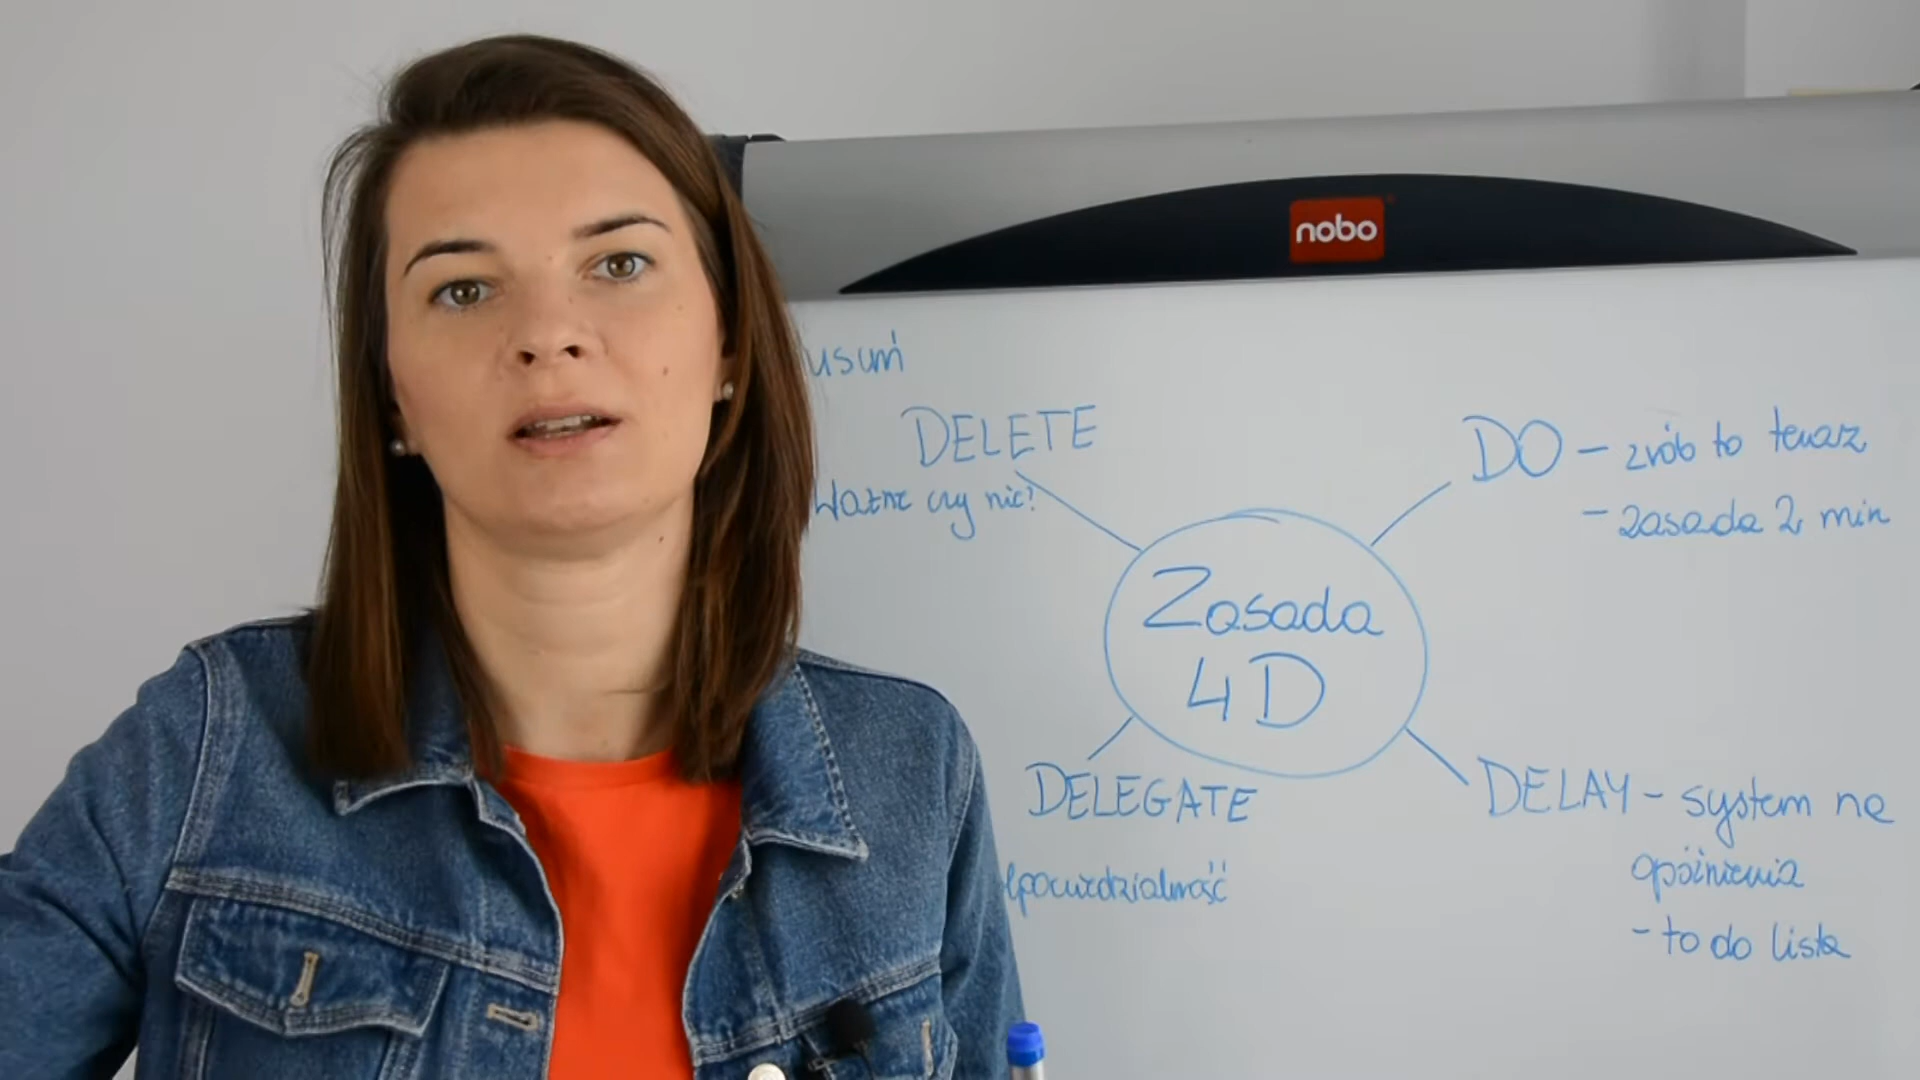 nobo
usuń
DELETE
Ważne czy nie?
DO - zrób to teraz
- zasada 2 min
Zasada
4D
DELEGATE
DELAY - system na
opóźnienia
- to do lista